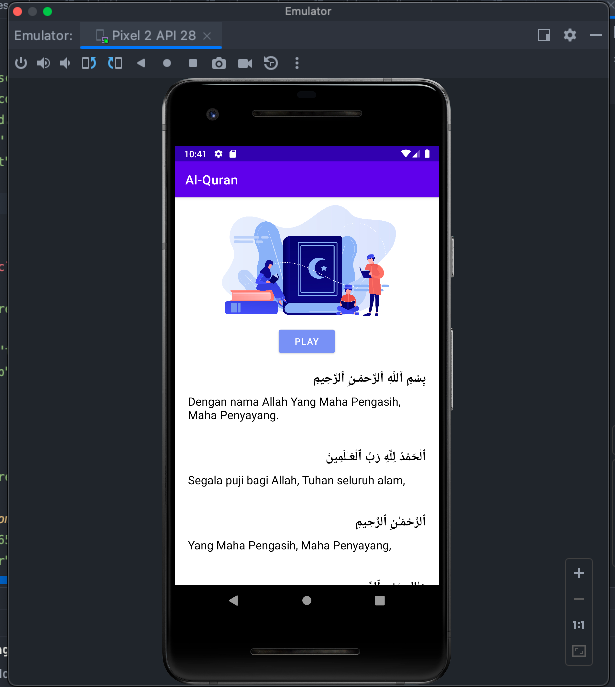 Emulator
Emulator: Pixel 2 API 28
10:41
Al-Quran
PLAY
بِسْمِ ٱللَّهِ ٱلرَّحْمَـٰنِ ٱلرَّحِيمِ
Dengan nama Allah Yang Maha Pengasih,
Maha Penyayang.
ٱلْحَمْدُ لِلَّهِ رَبِّ ٱلْعَـٰلَمِينَ
Segala puji bagi Allah, Tuhan seluruh alam,
ٱلرَّحْمَـٰنِ ٱلرَّحِيمِ
Yang Maha Pengasih, Maha Penyayang,
1:1